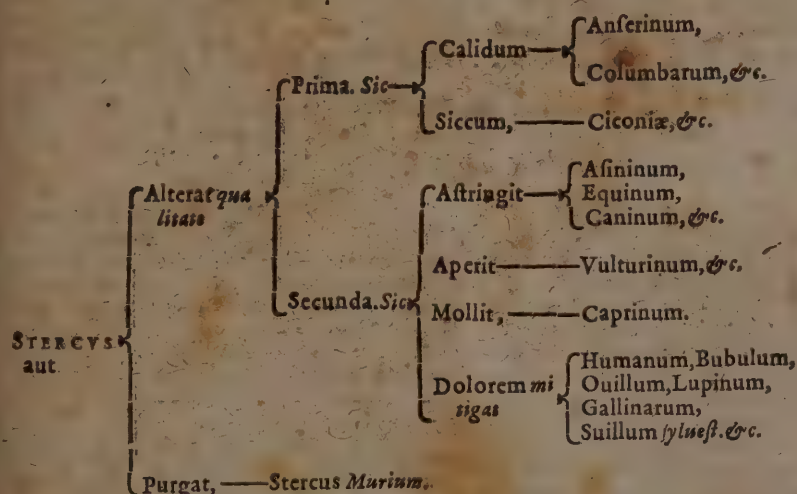 Anſerinum,
Calidum
Columbarum, &c.
Prima. Sic
Siccum, Ciconiæ, &c.
Aſininum,
Alterat qua
Aſtringit Equinum,
litate
Caninum, &c.
Aperit Vulturinum, &c.
Secunda. Sic
Mollit, Caprinum.
STERCVS
aut
Humanum, Bubulum,
Dolorem mi
Ouillum, Lupinum,
tigat
Gallinarum,
Suillum ſylueſt. &c.
Purgat, Stercus Murium.